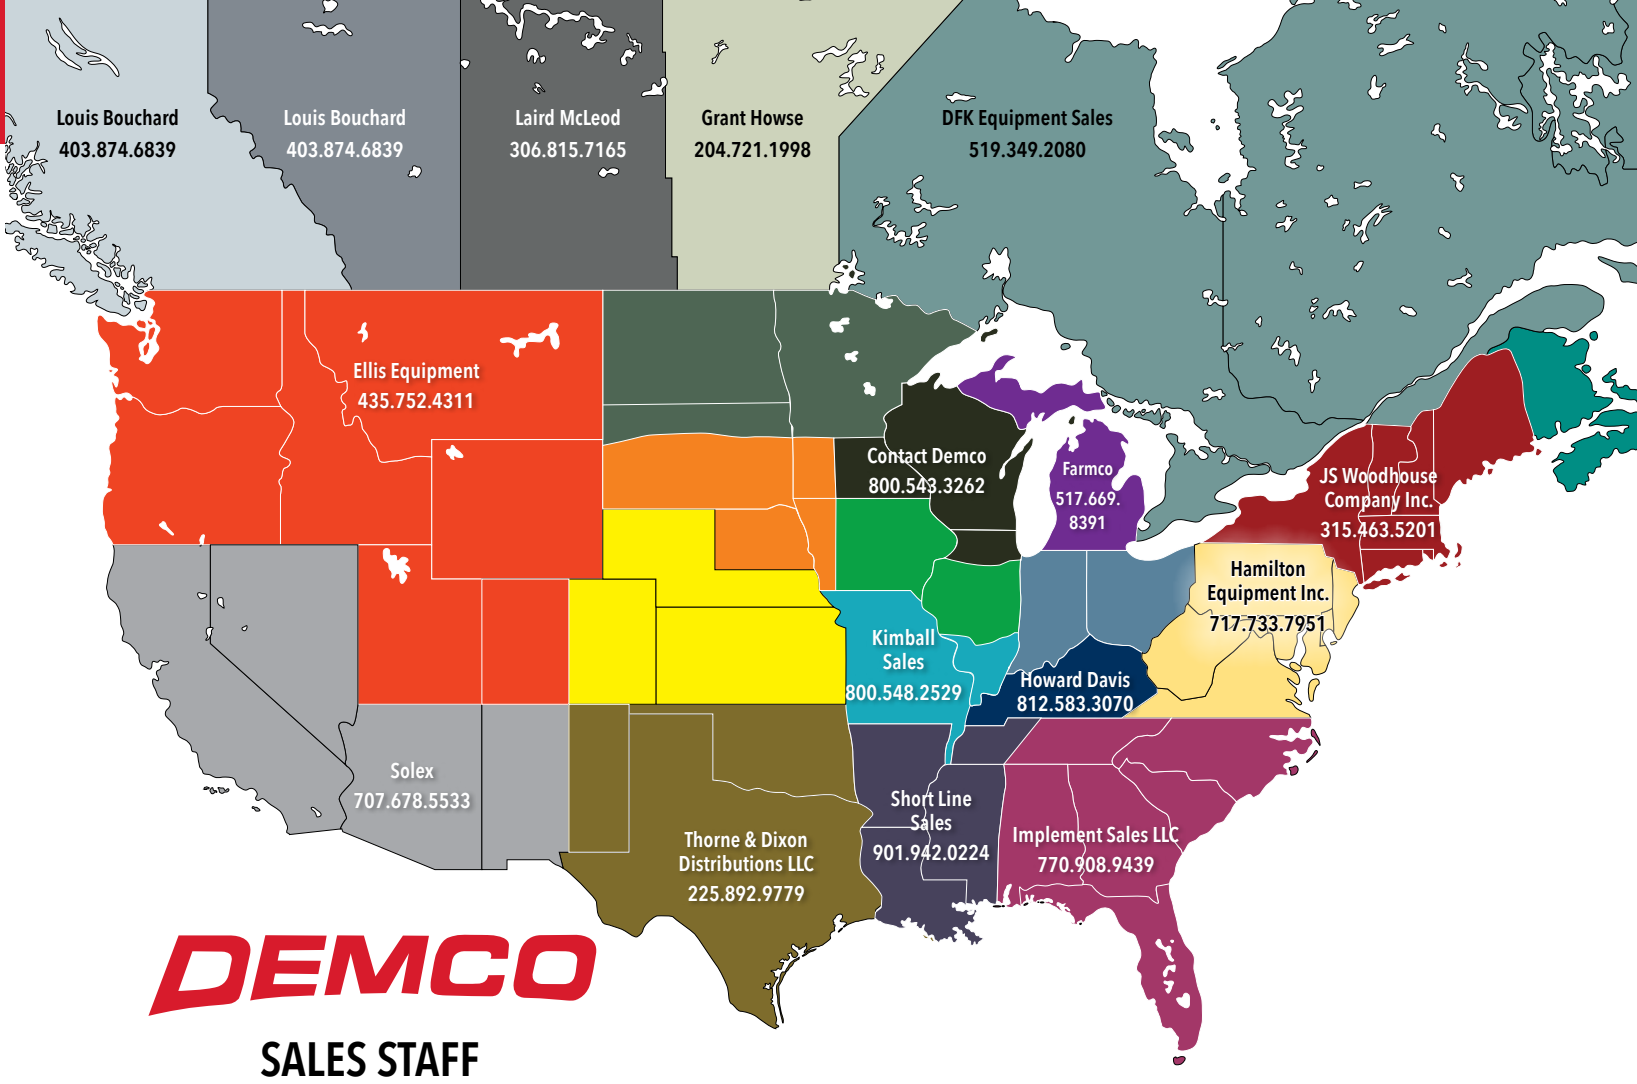 Louis Bouchard
403.874.6839
Louis Bouchard
403.874.6839
Laird McLeod
306.815.7165
Grant Howse
204.721.1998
DFK Equipment Sales
519.349.2080
Ellis Equipment
435.752.4311
Contact Demco
800.543.3262
Farmco
517.669.
8391
JS Woodhouse
Company Inc.
315.463.5201
Hamilton
Equipment Inc.
717.733.7951
Kimball
Sales
800.548.2529
Howard Davis
812.583.3070
Solex
707.678.5533
Short Line
Sales
901.942.0224
Implement Sales LLC
770.908.9439
Thorne & Dixon
Distributions LLC
225.892.9779
DEMCO
SALES STAFF